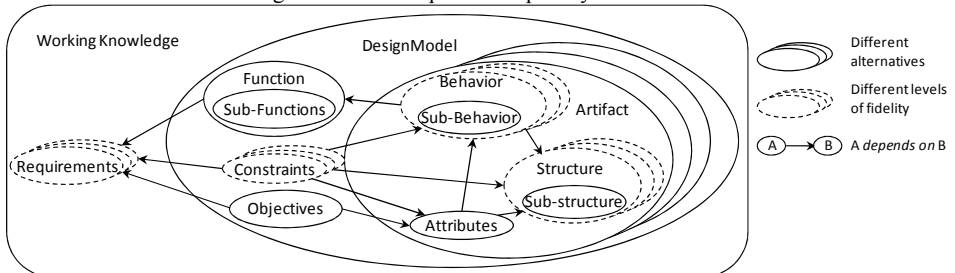 Working Knowledge
DesignModel
Function
Sub-Functions
Behavior
Sub-Behavior
Artifact
Requirements
Constraints
Structure
Sub-structure
Objectives
Attributes
Different
alternatives
Different levels
of fidelity
A B A depends on B